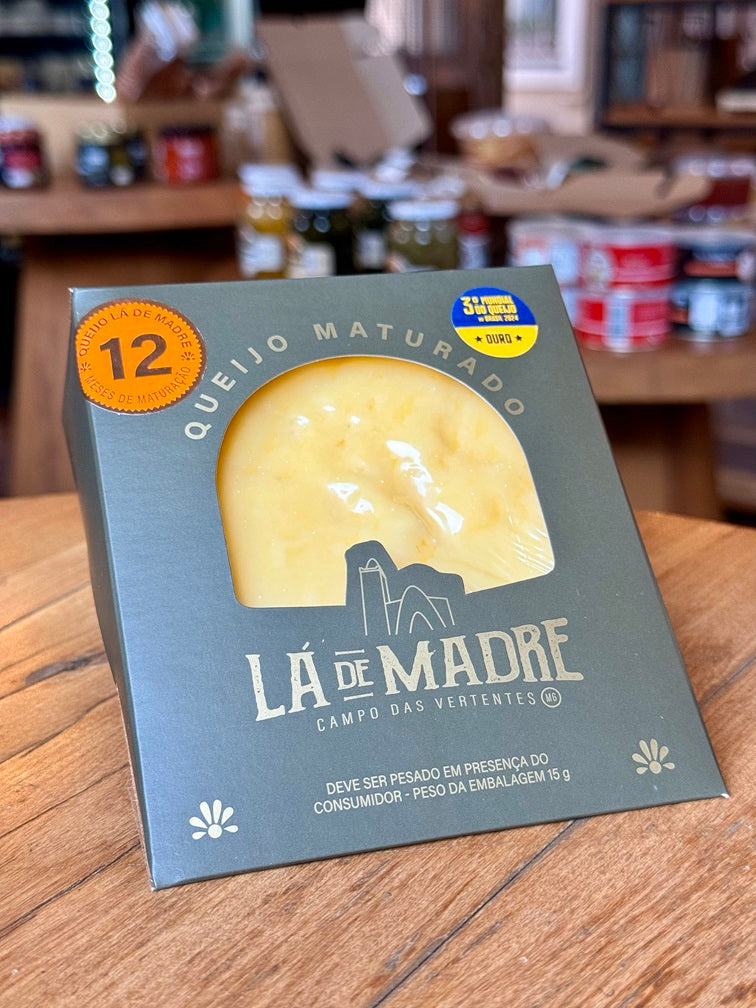 QUEIJO LÁ DE MADRE
12
MESES DE MATURAÇÃO
3º MUNDIAL
DO QUEIJO
DO BRASIL 2024
★ OURO ★
QUEIJO MATURADO
LÁ DE MADRE
CAMPO DAS VERTENTES MG
DEVE SER PESADO EM PRESENÇA DO
CONSUMIDOR - PESO DA EMBALAGEM 15 g